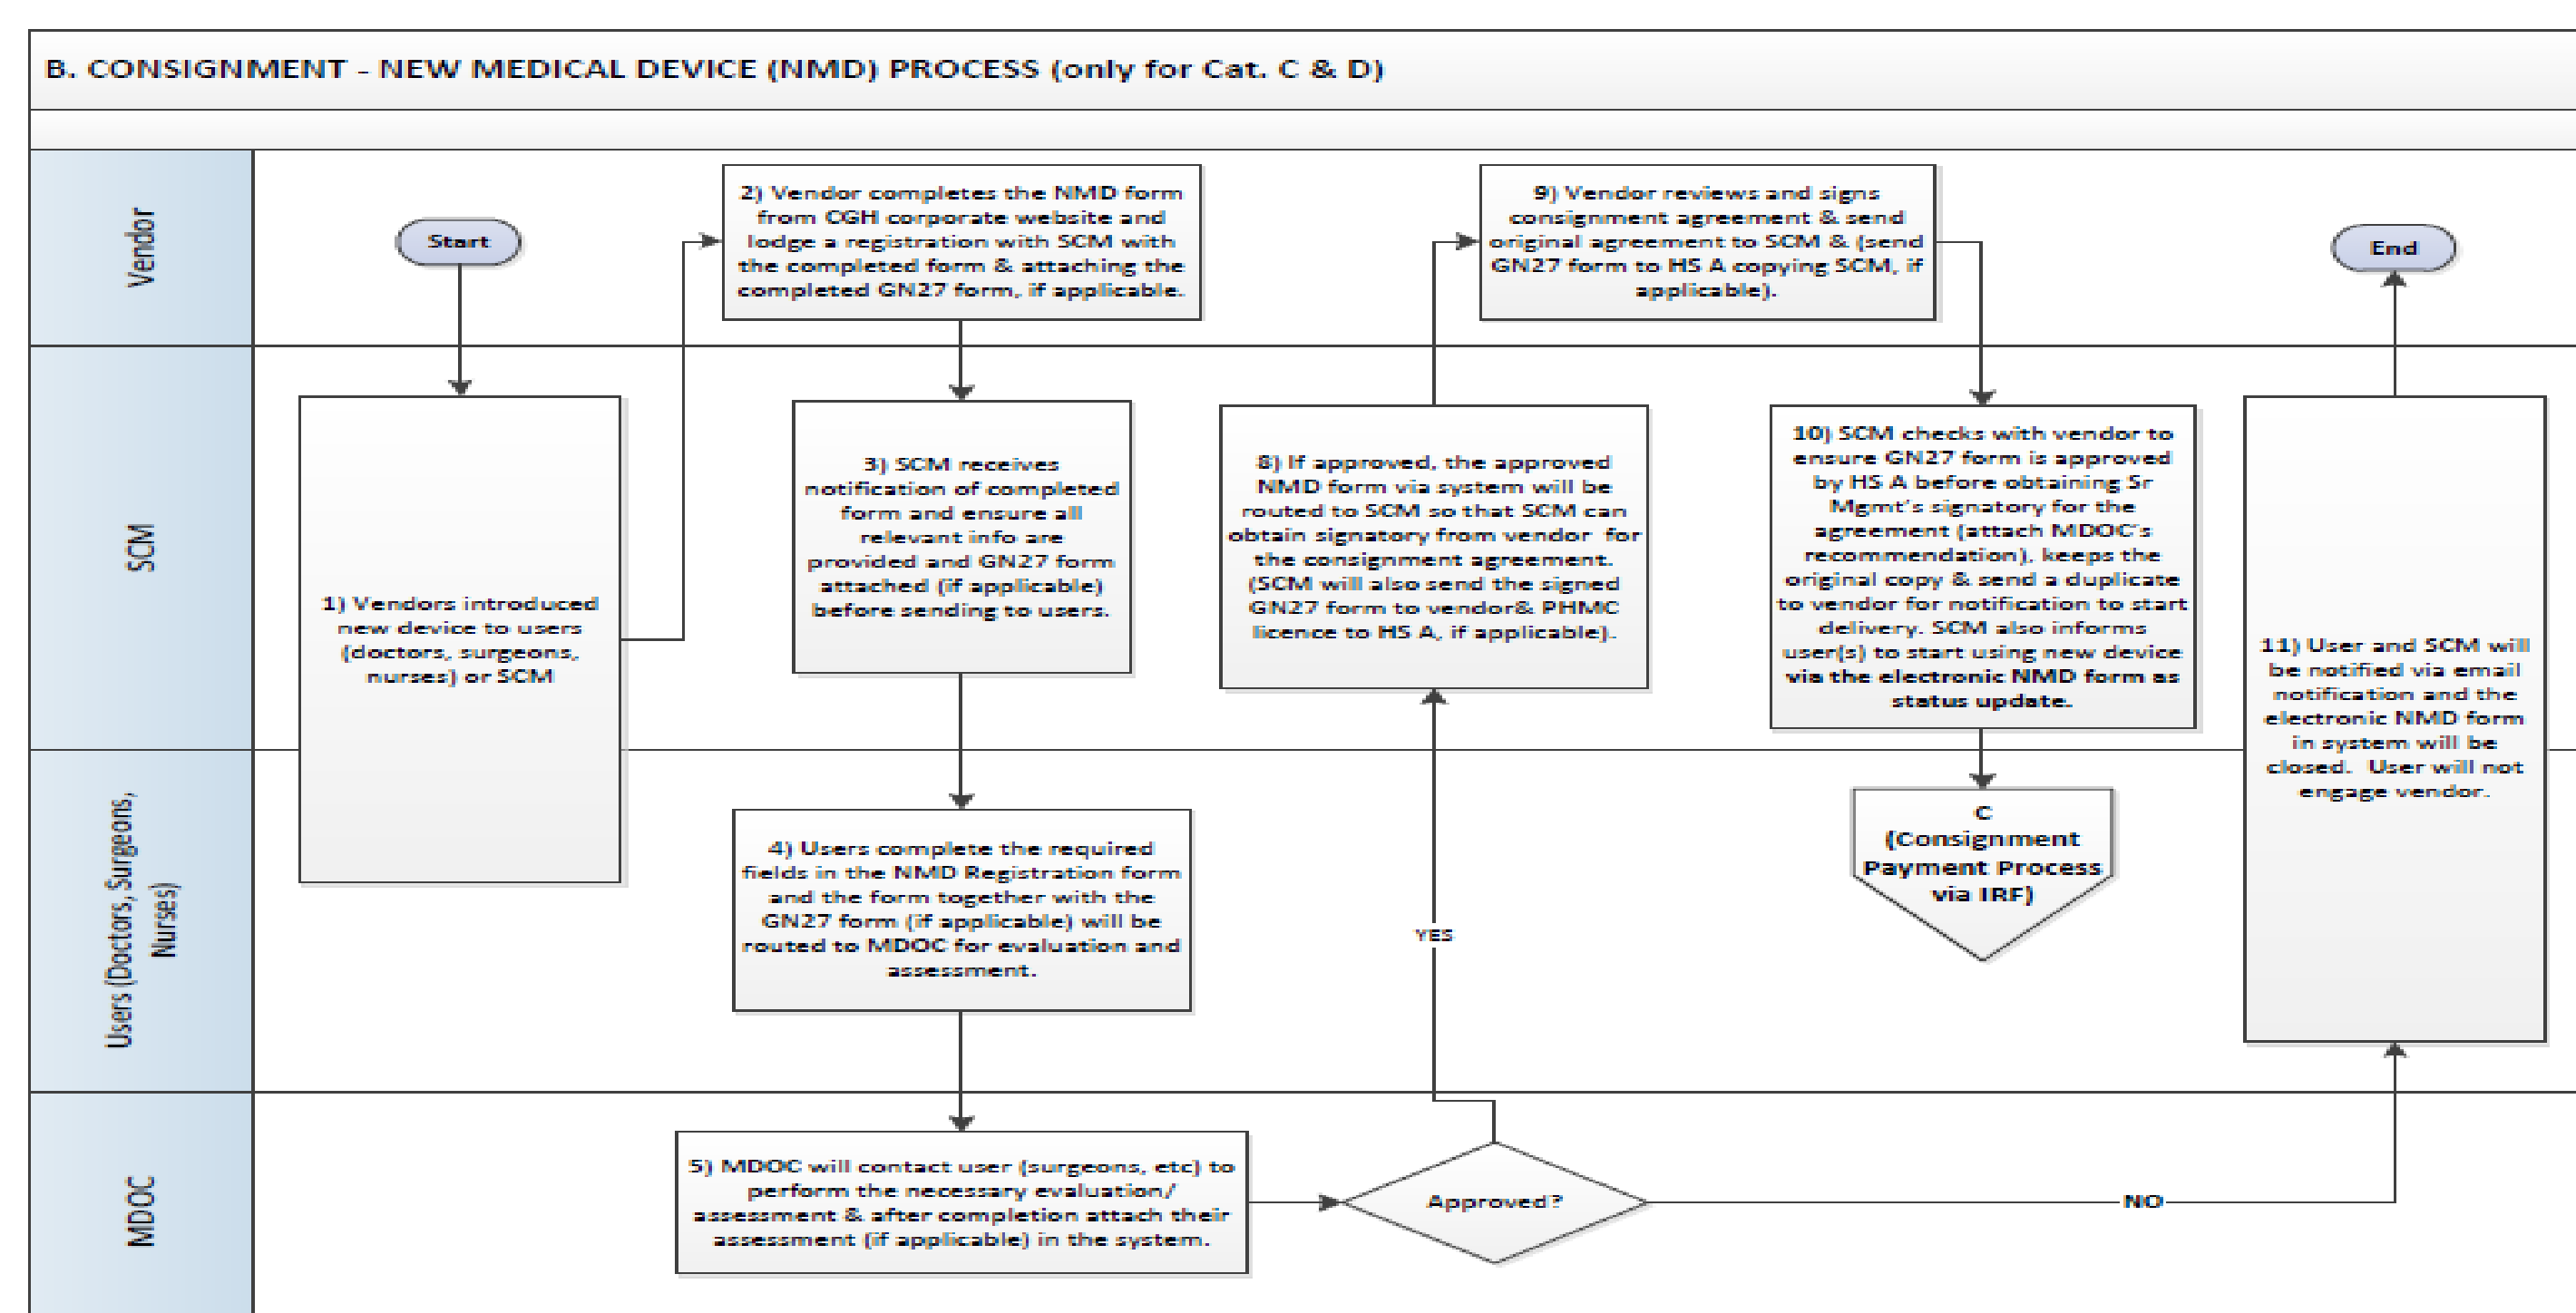 B. CONSIGNMENT - NEW MEDICAL DEVICE (NMD) PROCESS (only for Cat. C & D)
Vendor
Start
2) Vendor completes the NMD form
from CGH corporate website and
lodge a registration with SCM with
the completed form & attaching the
completed GN27 form, if applicable.
9) Vendor reviews and signs
consignment agreement & send
original agreement to SCM & (send
GN27 form to HS A copying SCM, if
applicable).
End
SCM
1) Vendors introduced
new device to users
(doctors, surgeons,
nurses) or SCM
3) SCM receives
notification of completed
form and ensure all
relevant info are
provided and GN27 form
attached (if applicable)
before sending to users.
8) If approved, the approved
NMD form via system will be
routed to SCM so that SCM can
obtain signatory from vendor for
the consignment agreement.
(SCM will also send the signed
GN27 form to vendor& PHMC
licence to HS A, if applicable).
10) SCM checks with vendor to
ensure GN27 form is approved
by HS A before obtaining Sr
Mgmt's signatory for the
agreement (attach MDOC's
recommendation), keeps the
original copy & send a duplicate
to vendor for notification to start
delivery. SCM also informs
user(s) to start using new device
via the electronic NMD form as
status update.
11) User and SCM will
be notified via email
notification and the
electronic NMD form
in system will be
closed. User will not
engage vendor.
Users (Doctors, Surgeons,
Nurses)
4) Users complete the required
fields in the NMD Registration form
and the form together with the
GN27 form (if applicable) will be
routed to MDOC for evaluation and
assessment.
YES
C
(Consignment
Payment Process
via IRF)
MDOC
5) MDOC will contact user (surgeons, etc) to
perform the necessary evaluation/
assessment & after completion attach their
assessment (if applicable) in the system.
Approved?
NO